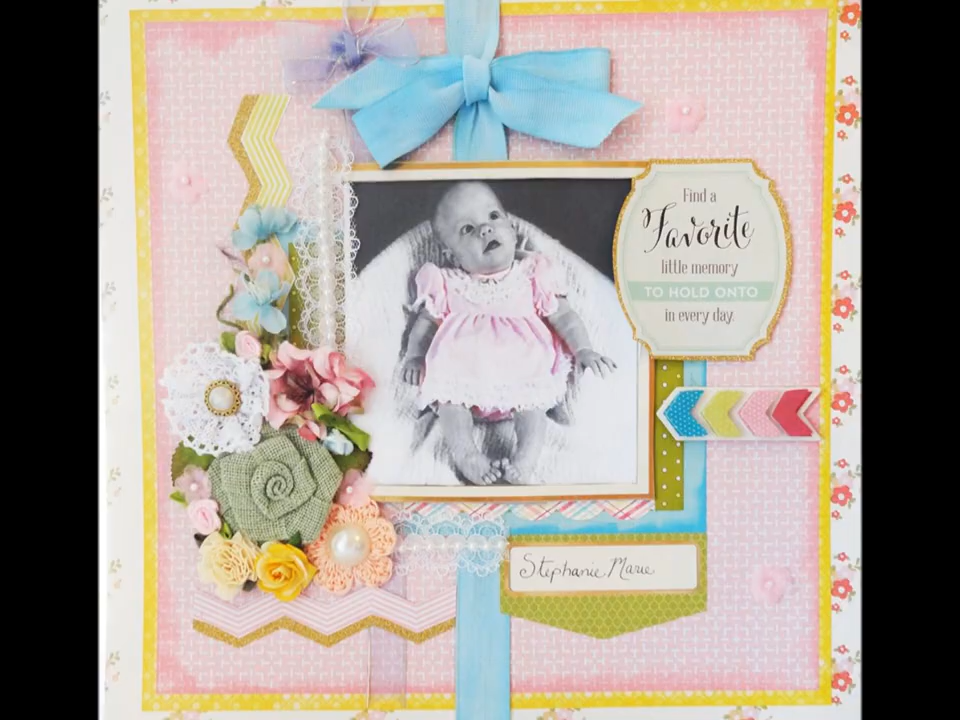 Find a
Favorite
little memory
TO HOLD ONTO
in every day.
Stephanie Marie